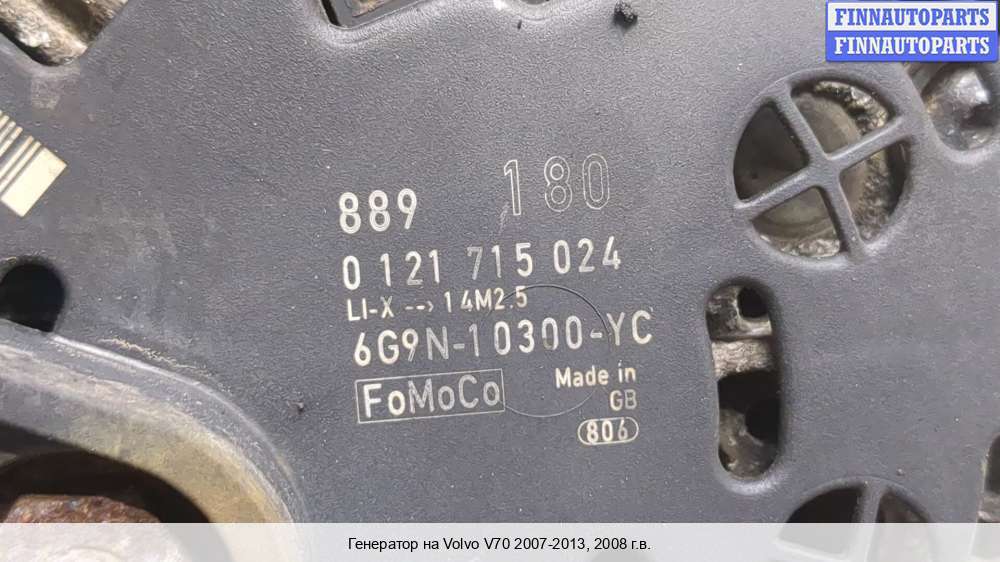 FINNAUTOPARTS
FINNAUTOPARTS
889 180
0 121 715 024
LI-X --> 14M2.5
6G9N-10300-YC
FoMoCo
Made in
GB
806
Генератор на Volvo V70 2007-2013, 2008 г.в.